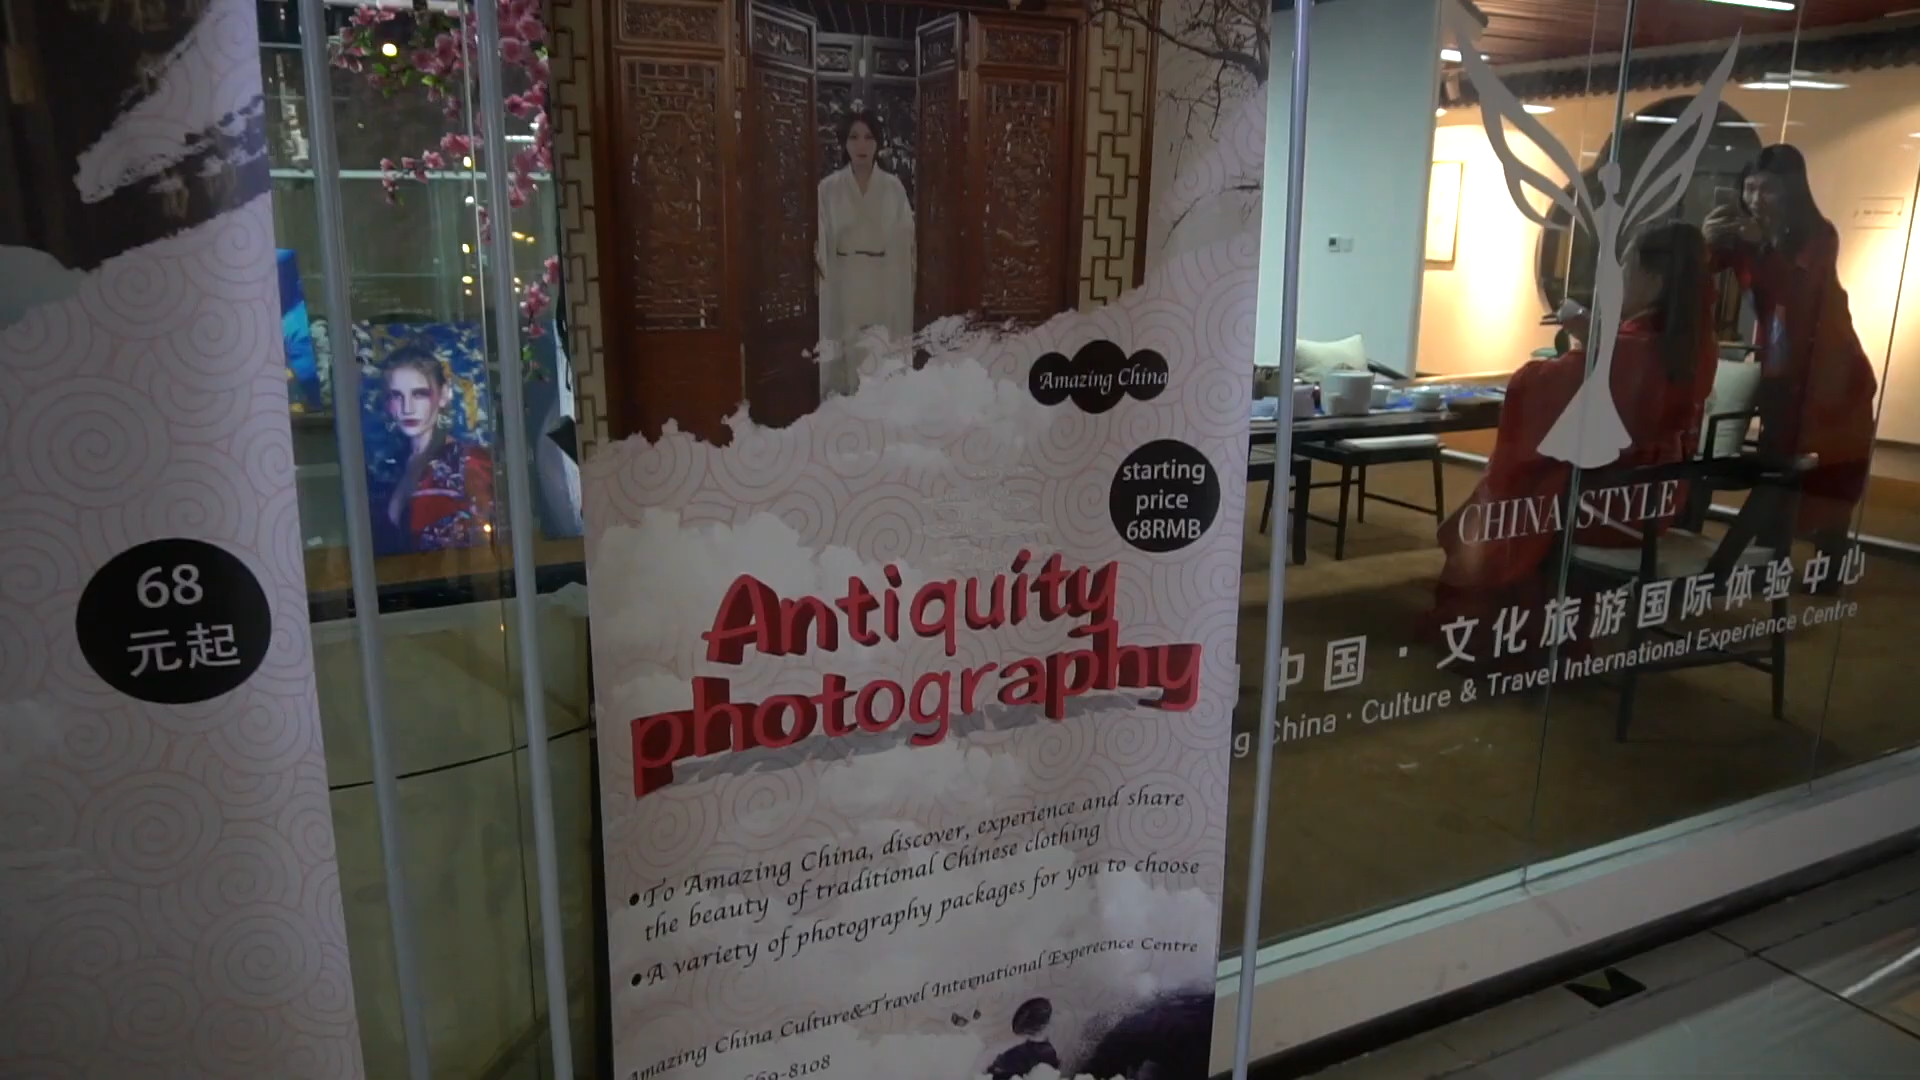 68
元起
Amazing China
starting
price
68RMB
Antiquity
photography
•To Amazing China, discover, experience and share
the beauty of traditional Chinese clothing
•A variety of photography packages for you to choose
Amazing China Culture&Travel International Experecnce Centre
69-8108
CHINA STYLE
中国·文化旅游国际体验中心
g China · Culture & Travel International Experience Centre